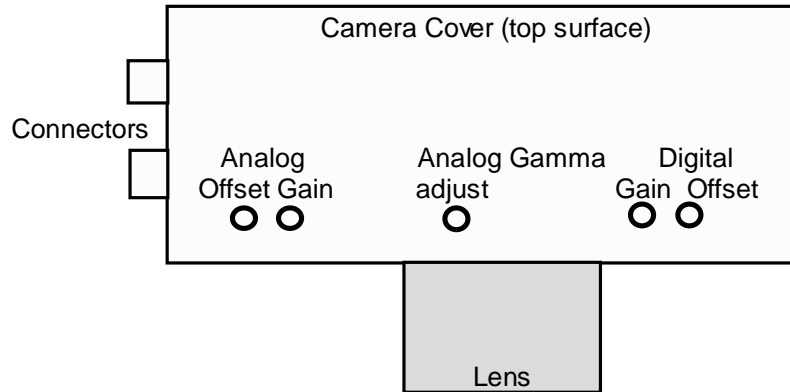 Camera Cover (top surface)
Connectors
Analog
Offset Gain
Analog Gamma
adjust
Digital
Gain Offset
Lens